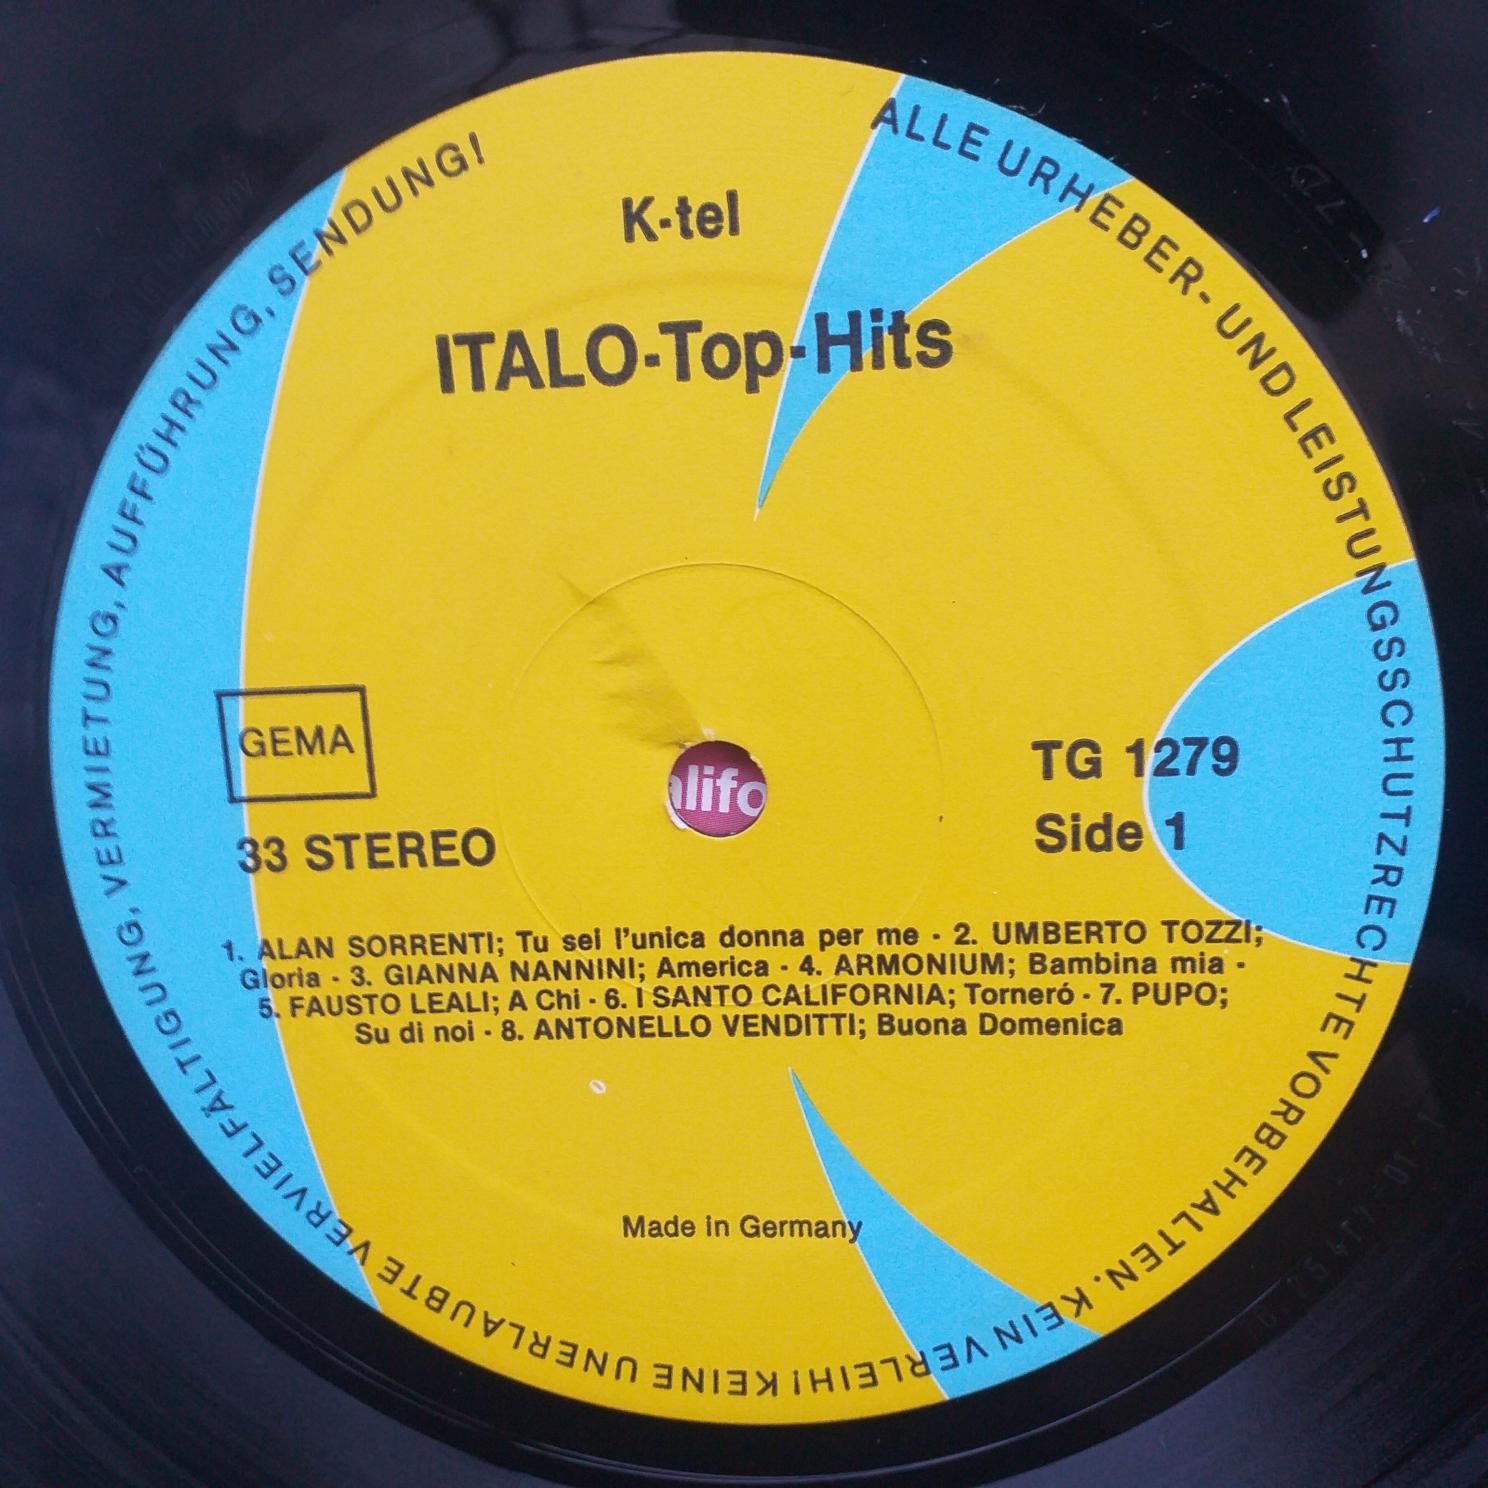 K-tel
ITALO-Top-Hits
GEMA
33 STEREO
TG 1279
Side 1
1. ALAN SORRENTI; Tu sei l'unica donna per me - 2. UMBERTO TOZZI;
Gloria - 3. GIANNA NANNINI; America - 4. ARMONIUM; Bambina mia -
5. FAUSTO LEALI; A Chi - 6. I SANTO CALIFORNIA; Torneró - 7. PUPO;
Su di noi - 8. ANTONELLO VENDITTI; Buona Domenica
Made in Germany
ALLE URHEBER- UND LEISTUNGSSCHUTZRECHTE VORBEHALTEN. KEIN VERLEIH! KEINE UNERLAUBTE VERVIELFÄLTIGUNG, VERMIETUNG, AUFFÜHRUNG, SENDUNG!
alifo